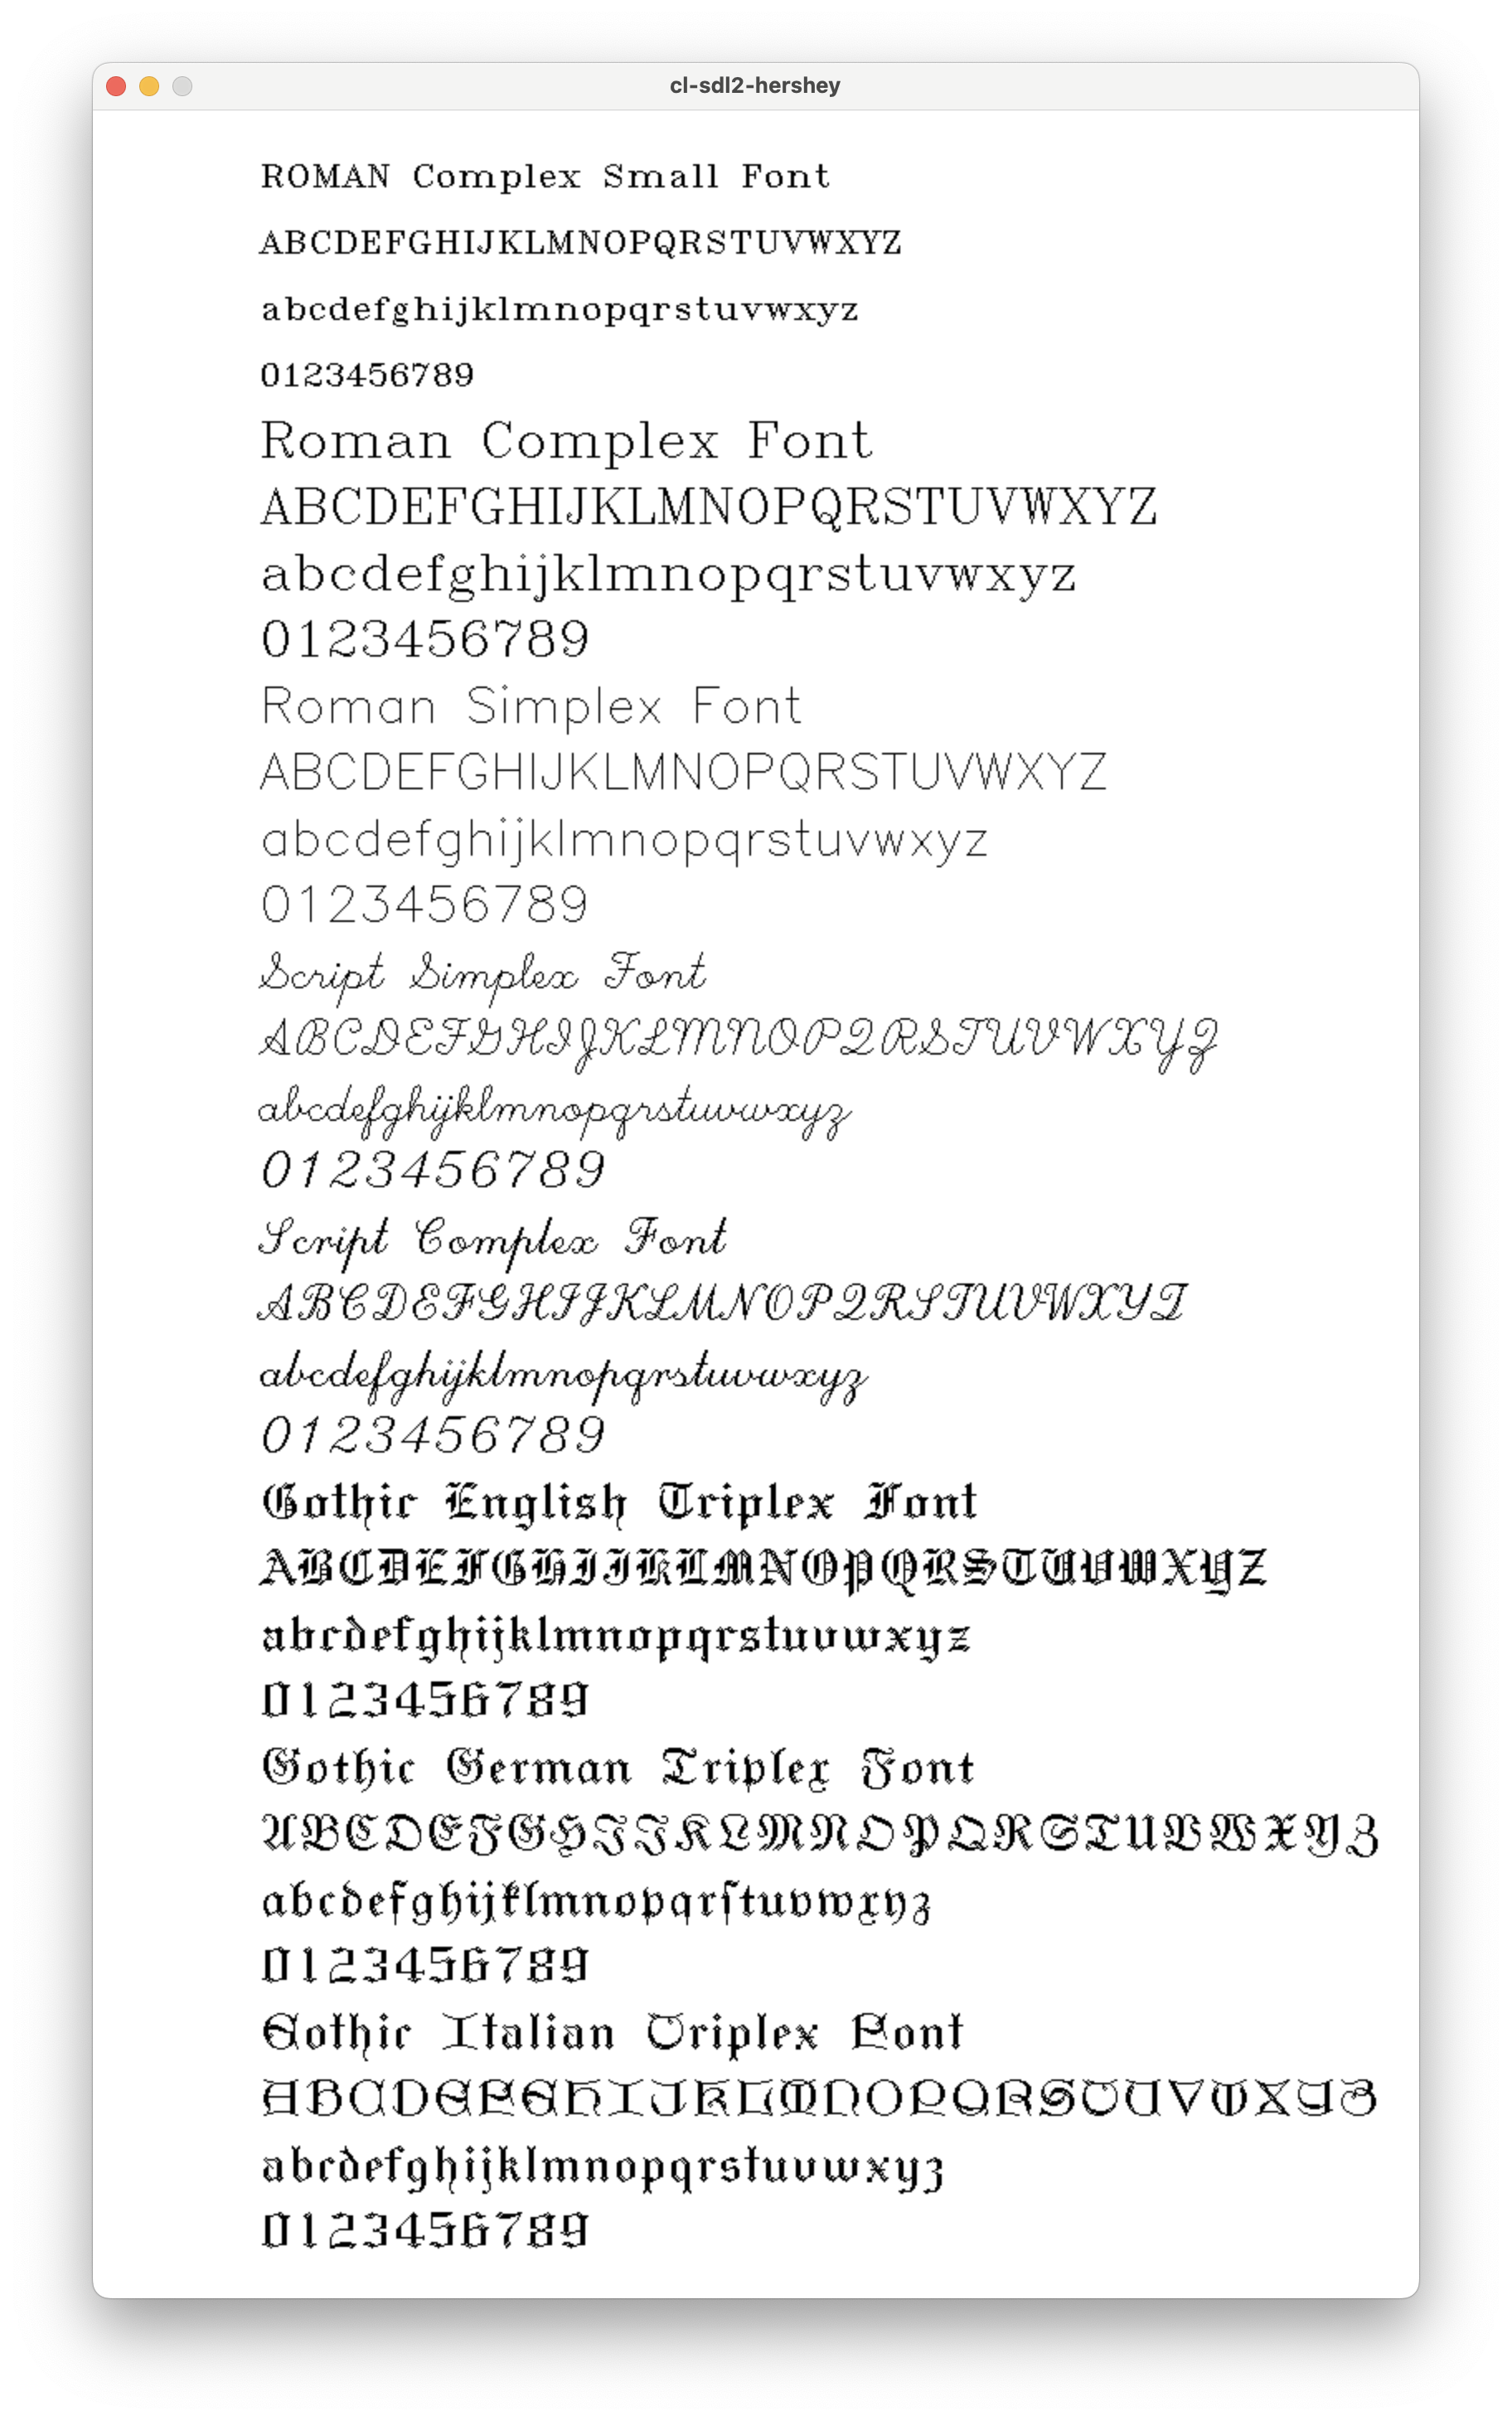 cl-sdl2-hershey
ROMAN Complex Small Font
ABCDEFGHIJKLMNOPQRSTUVWXYZ
abcdefghijklmnopqrstuvwxyz
0123456789
Roman Complex Font
ABCDEFGHIJKLMNOPQRSTUVWXYZ
abcdefghijklmnopqrstuvwxyz
0123456789
Roman Simplex Font
ABCDEFGHIJKLMNOPQRSTUVWXYZ
abcdefghijklmnopqrstuvwxyz
0123456789
Script Simplex Font
ABCDEFGHIJKLMNOPQRSTUVWXYZ
abcdefghijklmnopqrstuvwxyz
0123456789
Script Complex Font
ABCDEFGHIJKLMNOPQRSTUVWXYZ
abcdefghijklmnopqrstuvwxyz
0123456789
Gothic English Triplex Font
ABCDEFGHIJKLMNOPQRSTUVWXYZ
abcdefghijklmnopqrstuvwxyz
0123456789
Gothic German Triplex Font
ABCDEFGHIJKLMNOPQRSTUVWXYZ
abcdefghijklmnopqrſtuvwxyz
0123456789
Gothic Italian Triplex Font
ABCDEFGHIJKLMNOPQRSTUVWXYZ
abcdefghijklmnopqrstuvwxyz
0123456789